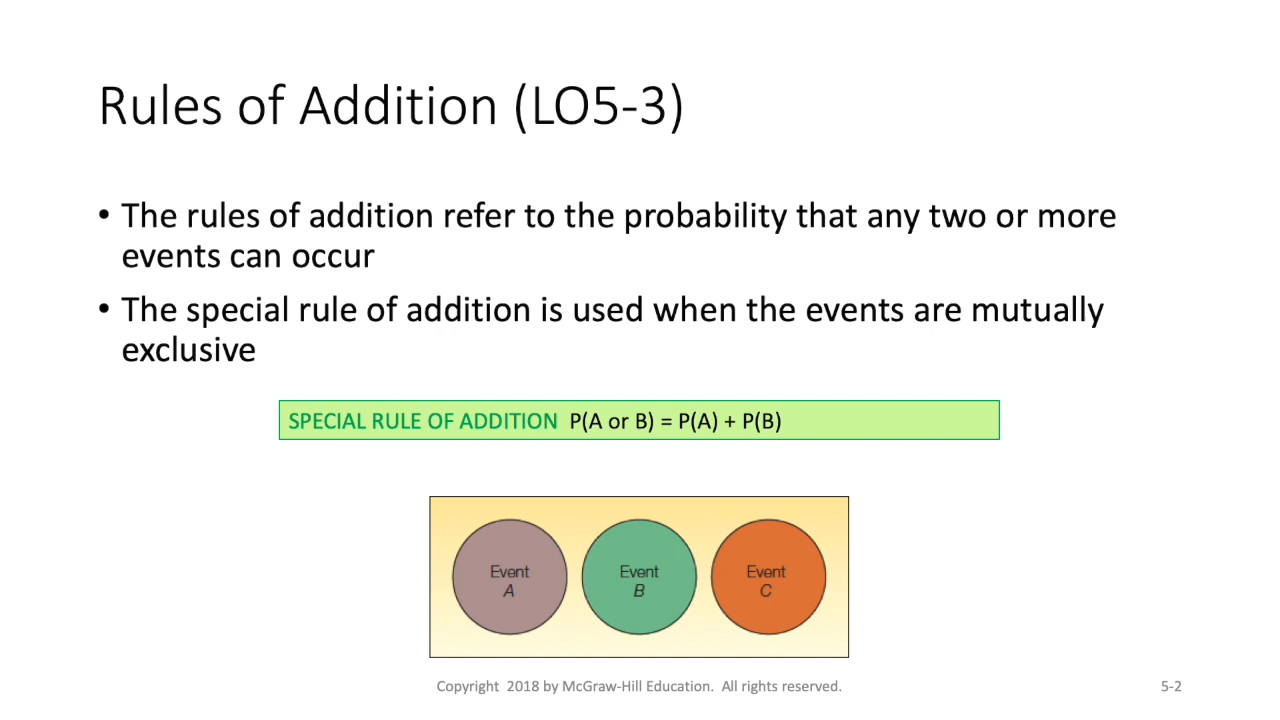 Rules of Addition (LO5-3)
• The rules of addition refer to the probability that any two or more
events can occur
• The special rule of addition is used when the events are mutually
exclusive
SPECIAL RULE OF ADDITION P(A or B) = P(A) + P(B)
Event
A
Event
B
Event
C
Copyright 2018 by McGraw-Hill Education. All rights reserved.
5-2